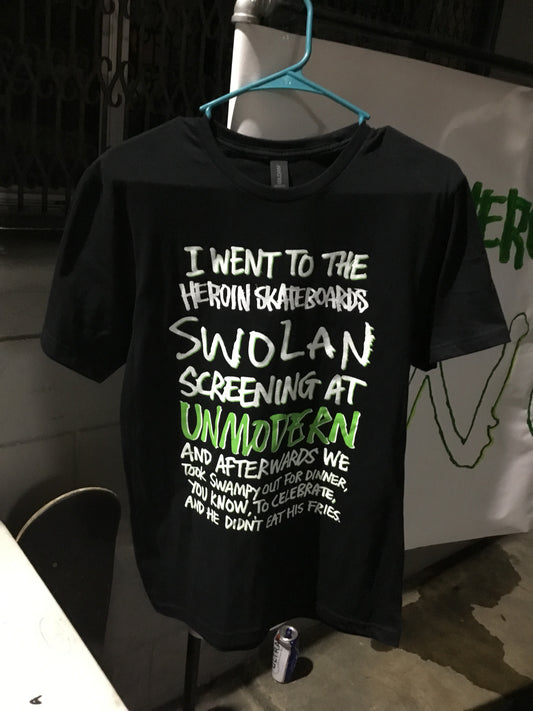 I WENT TO THE
HEROIN SKATEBOARDS
SWOLAN
SCREENING AT
UNMODERN
AND AFTERWARDS WE
TOOK SWAMPY OUT FOR DINNER,
YOU KNOW, TO CELEBRATE,
AND HE DIDN'T EAT HIS FRIES.
HERO